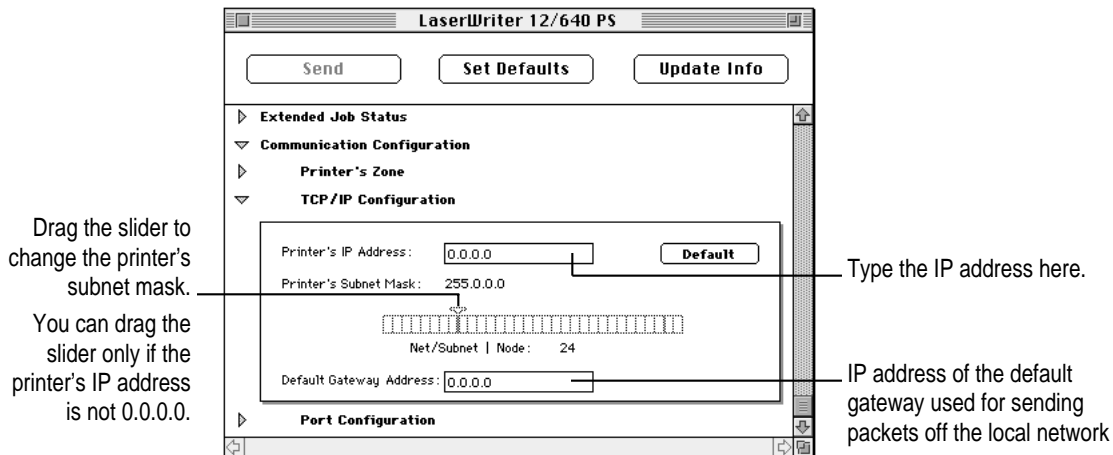 LaserWriter 12/640 PS
Send
Set Defaults
Update Info
Extended Job Status
Communication Configuration
Printer's Zone
TCP/IP Configuration
Printer's IP Address: 0.0.0.0
Default
Printer's Subnet Mask: 255.0.0.0
Net/Subnet | Node: 24
Default Gateway Address: 0.0.0.0
Port Configuration
Drag the slider to
change the printer's
subnet mask.
You can drag the
slider only if the
printer's IP address
is not 0.0.0.0.
Type the IP address here.
IP address of the default
gateway used for sending
packets off the local network